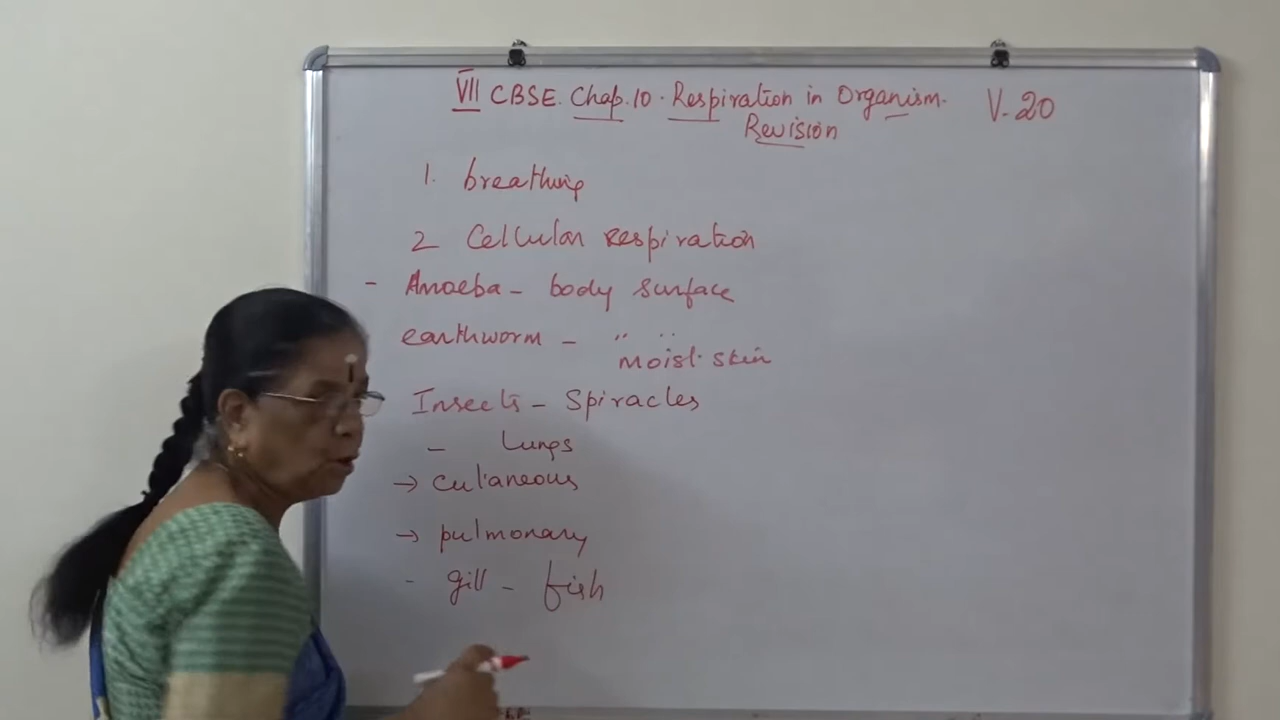 VII CBSE. Chap.10. Respiration in Organism. V-20
Revision
1. breathing
2 Cellular respiration
- Amoeba - body surface
earthworm - " "
moist skin
Insects - Spiracles
- Lungs
→ cutaneous
→ pulmonary
- gill - fish